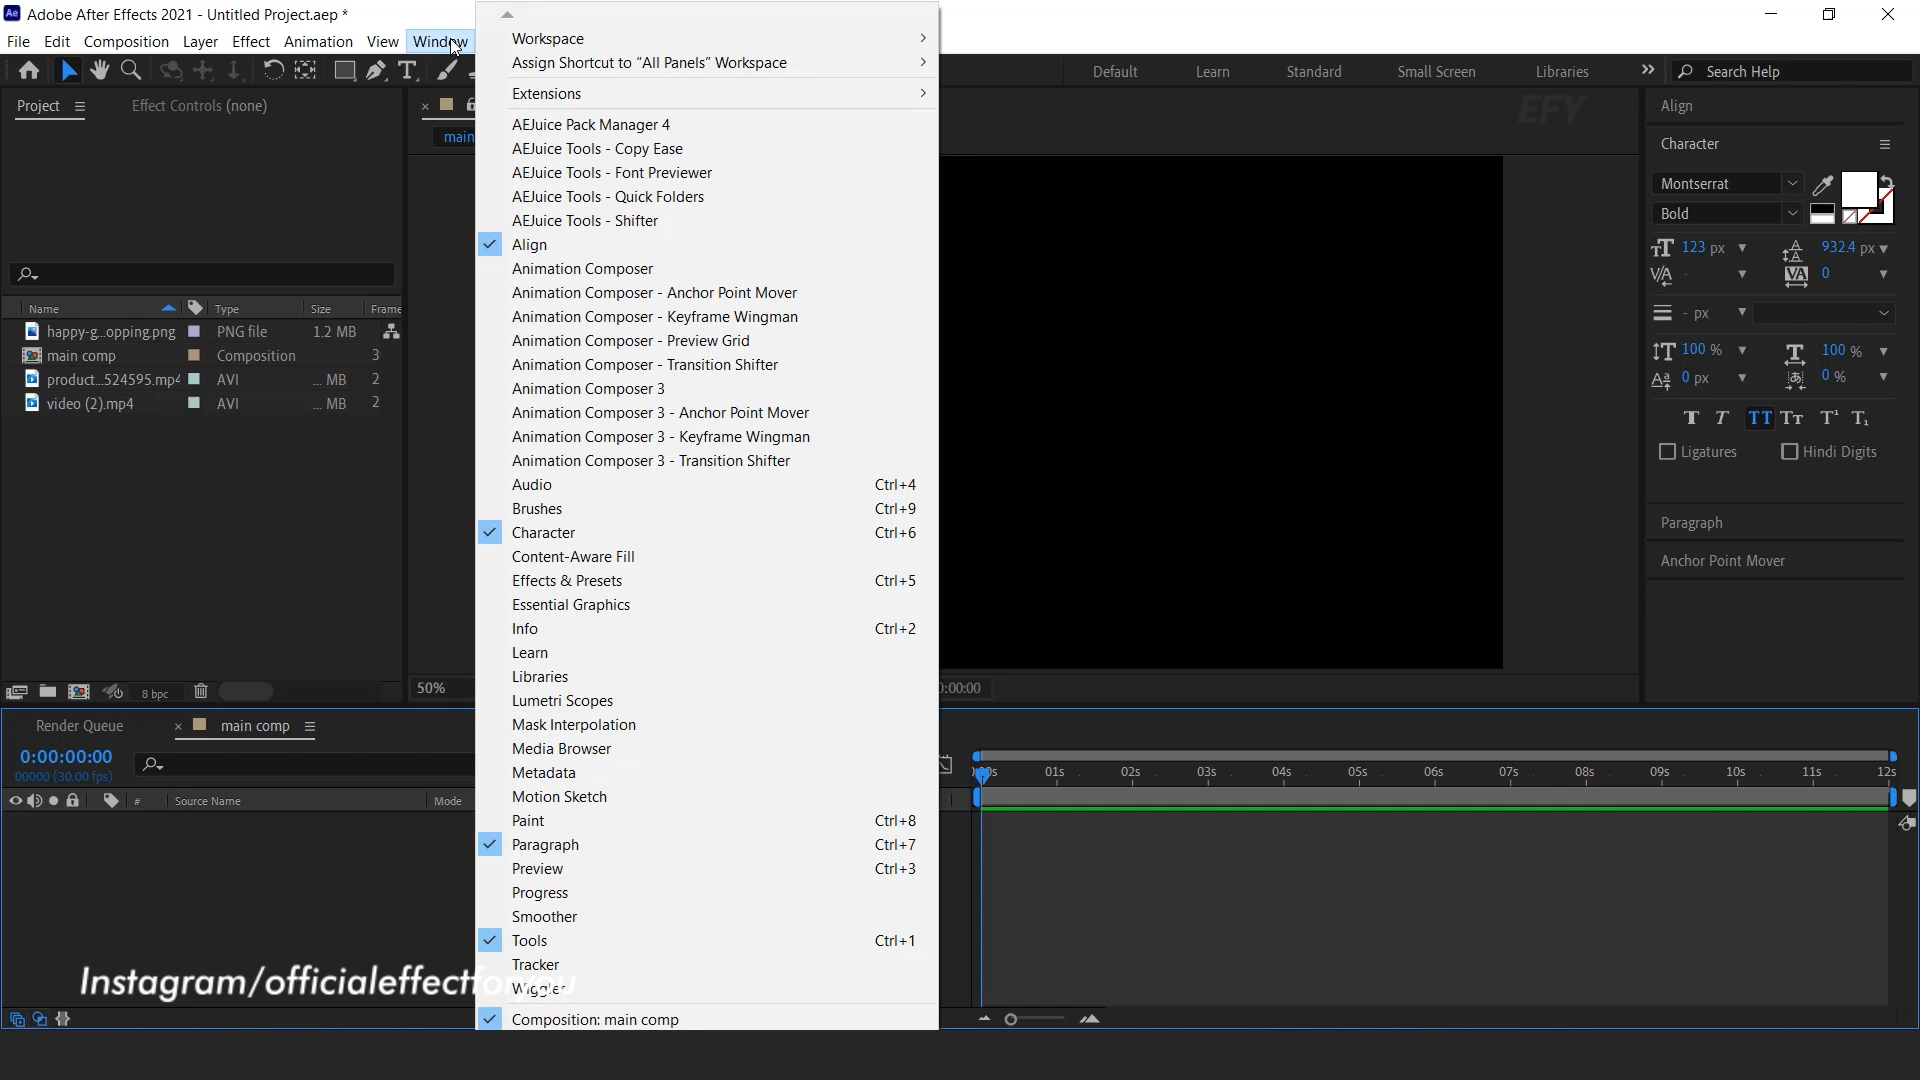 Adobe After Effects 2021 - Untitled Project.aep *
File Edit Composition Layer Effect Animation View Window
Default Learn Standard Small Screen Libraries Search Help
Project Effect Controls (none)
main
EFY
Workspace
Assign Shortcut to “All Panels” Workspace
Extensions
AEJuice Pack Manager 4
AEJuice Tools - Copy Ease
AEJuice Tools - Font Previewer
AEJuice Tools - Quick Folders
AEJuice Tools - Shifter
Align
Animation Composer
Animation Composer - Anchor Point Mover
Animation Composer - Keyframe Wingman
Animation Composer - Preview Grid
Animation Composer - Transition Shifter
Animation Composer 3
Animation Composer 3 - Anchor Point Mover
Animation Composer 3 - Keyframe Wingman
Animation Composer 3 - Transition Shifter
Audio Ctrl+4
Brushes Ctrl+9
Character Ctrl+6
Content-Aware Fill
Effects & Presets Ctrl+5
Essential Graphics
Info Ctrl+2
Learn
Libraries
Lumetri Scopes
Mask Interpolation
Media Browser
Metadata
Motion Sketch
Paint Ctrl+8
Paragraph Ctrl+7
Preview Ctrl+3
Progress
Smoother
Tools Ctrl+1
Tracker
Wiggler
Composition: main comp
Name Type Size Frame
happy-g...opping.png PNG file 1.2 MB
main comp Composition 3
product...524595.mp4 AVI ... MB 2
video (2).mp4 AVI ... MB 2
8 bpc
50%
0:00:00
Align
Character
Montserrat
Bold
123 px 932.4 px
- 0
- px
100 % 100 %
0 px 0 %
Ligatures Hindi Digits
Paragraph
Anchor Point Mover
Render Queue main comp
0:00:00:00
00000 (30.00 fps)
# Source Name Mode
01s 02s 03s 04s 05s 06s 07s 08s 09s 10s 11s 12s
Instagram/officialeffectforyou